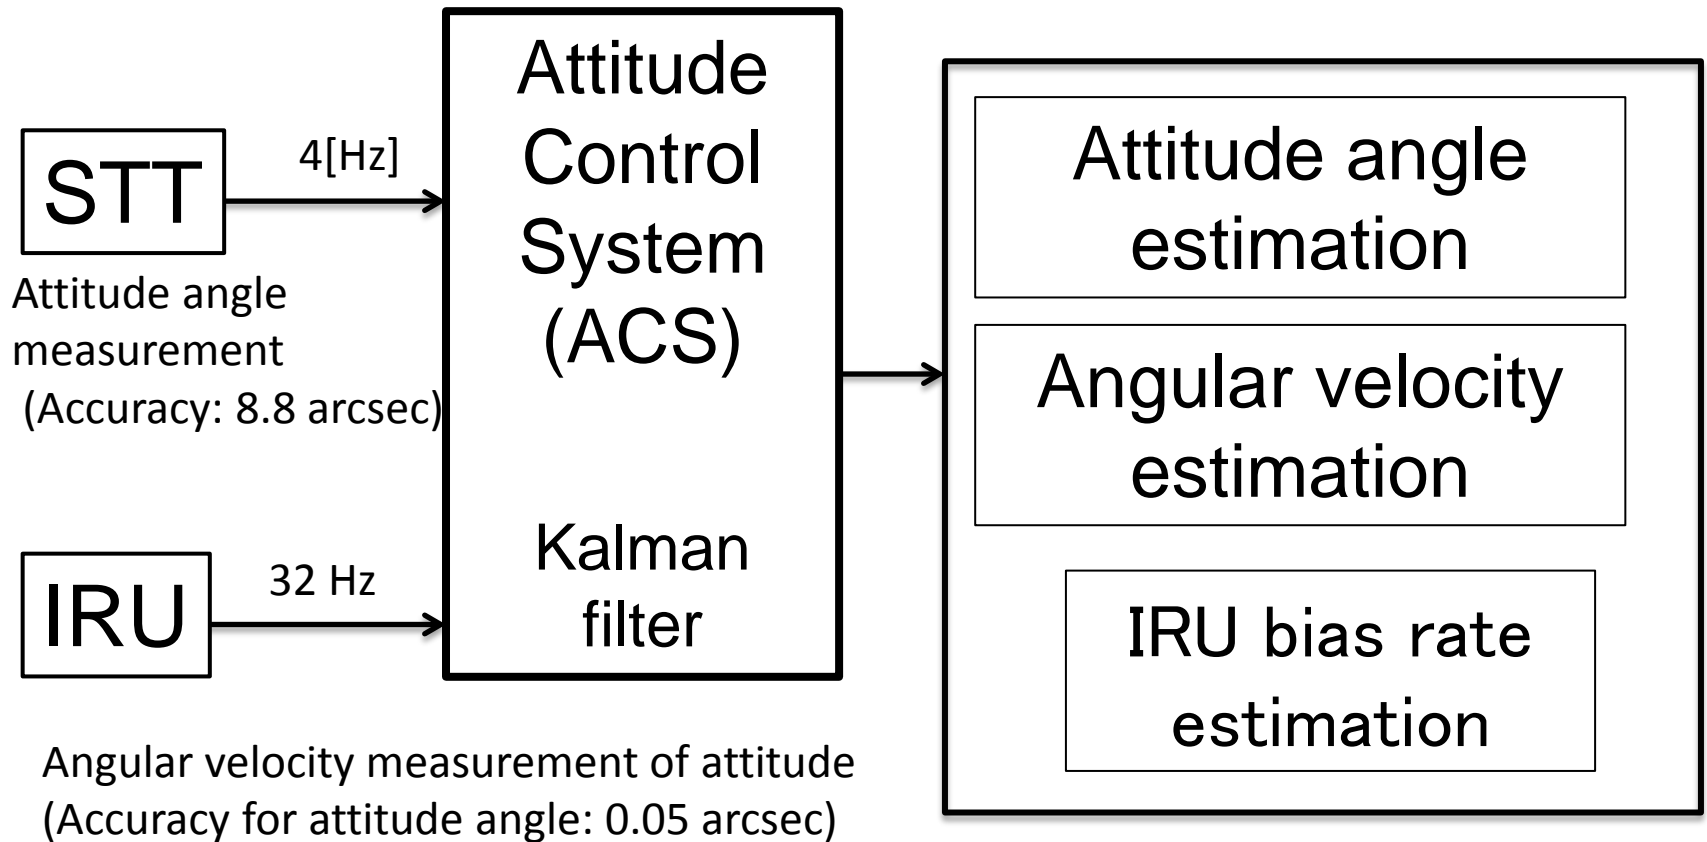 STT
4[Hz]
Attitude angle
measurement
(Accuracy: 8.8 arcsec)
IRU
32 Hz
Angular velocity measurement of attitude
(Accuracy for attitude angle: 0.05 arcsec)
Attitude
Control
System
(ACS)
Kalman
filter
Attitude angle
estimation
Angular velocity
estimation
IRU bias rate
estimation